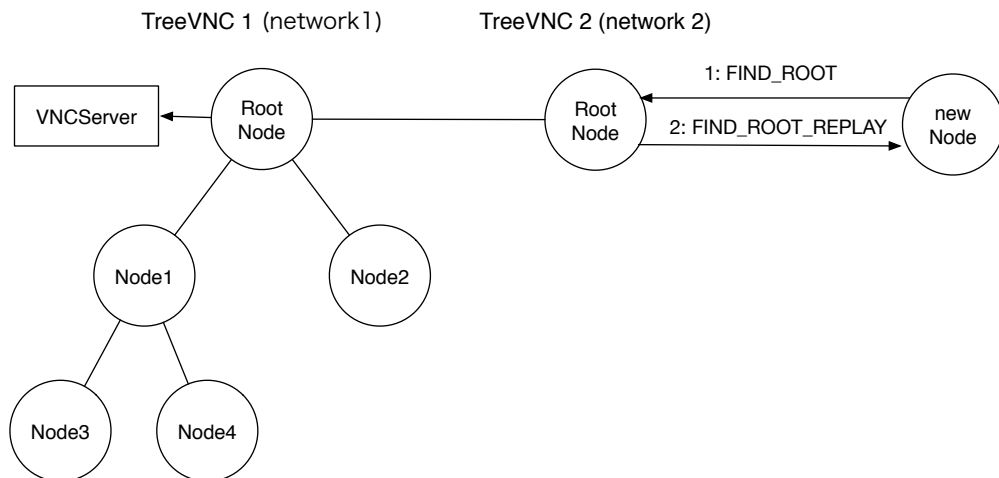 TreeVNC 1 (network1)
TreeVNC 2 (network 2)
1: FIND_ROOT
VNCServer
Root
Node
Root
Node
new
Node
2: FIND_ROOT_REPLAY
Node1
Node2
Node3
Node4